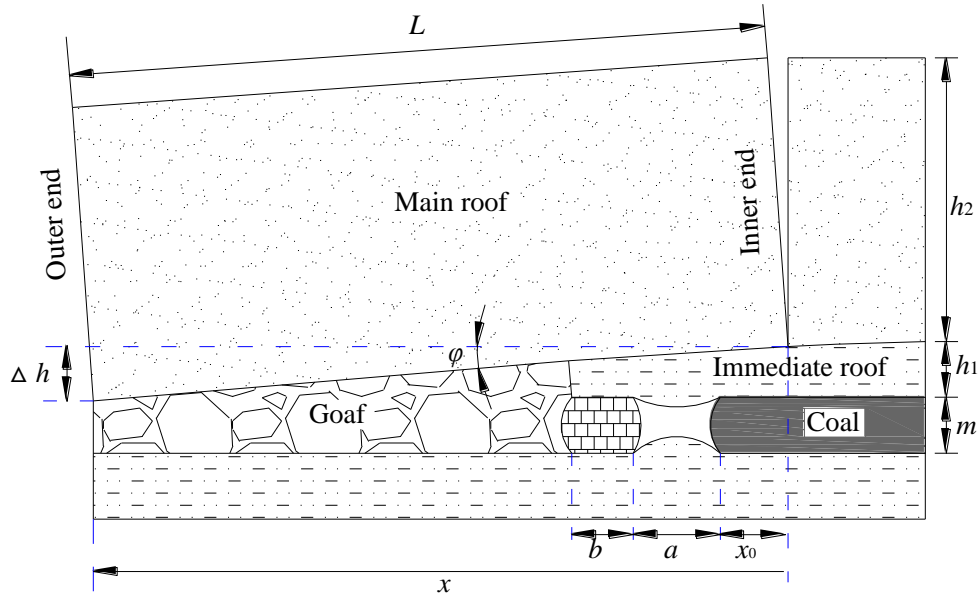 L
Outer end
Main roof
Inner end
h2
Δ h
φ
Immediate roof
h1
Goaf
Coal
m
b
a
x0
x